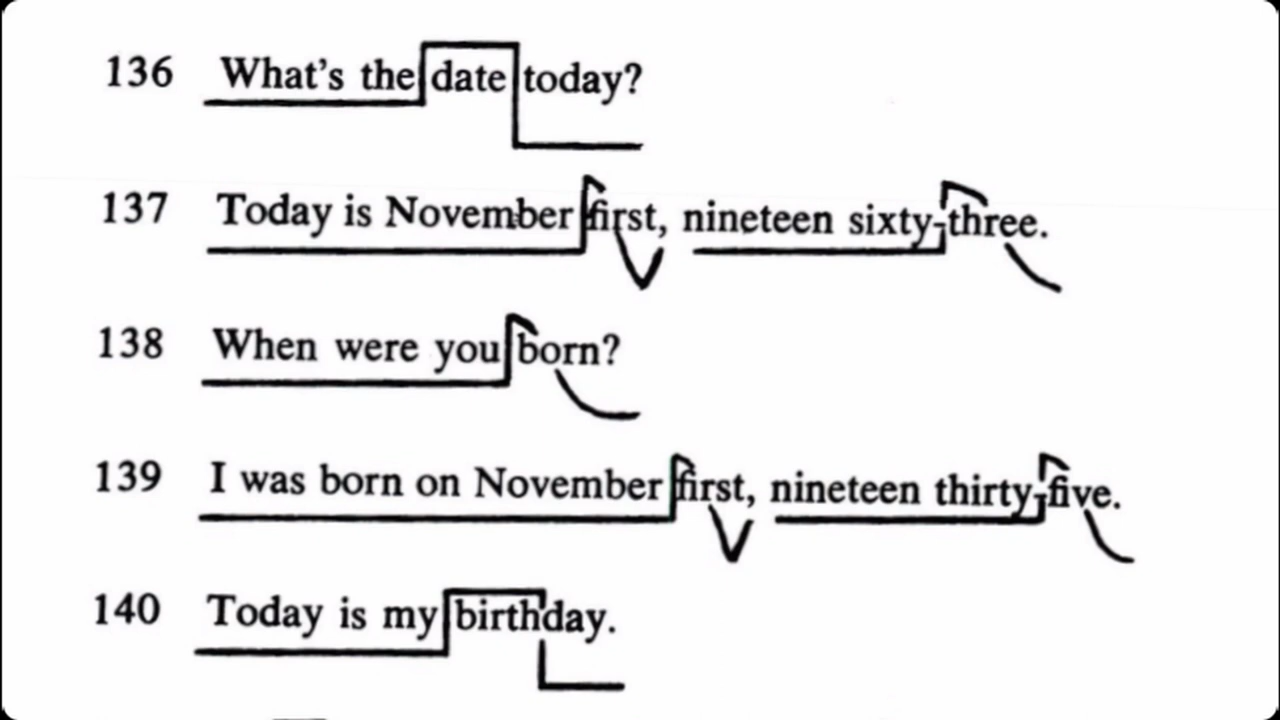 136 What's the date today?
137 Today is November first, nineteen sixty-three.
138 When were you born?
139 I was born on November first, nineteen thirty-five.
140 Today is my birthday.